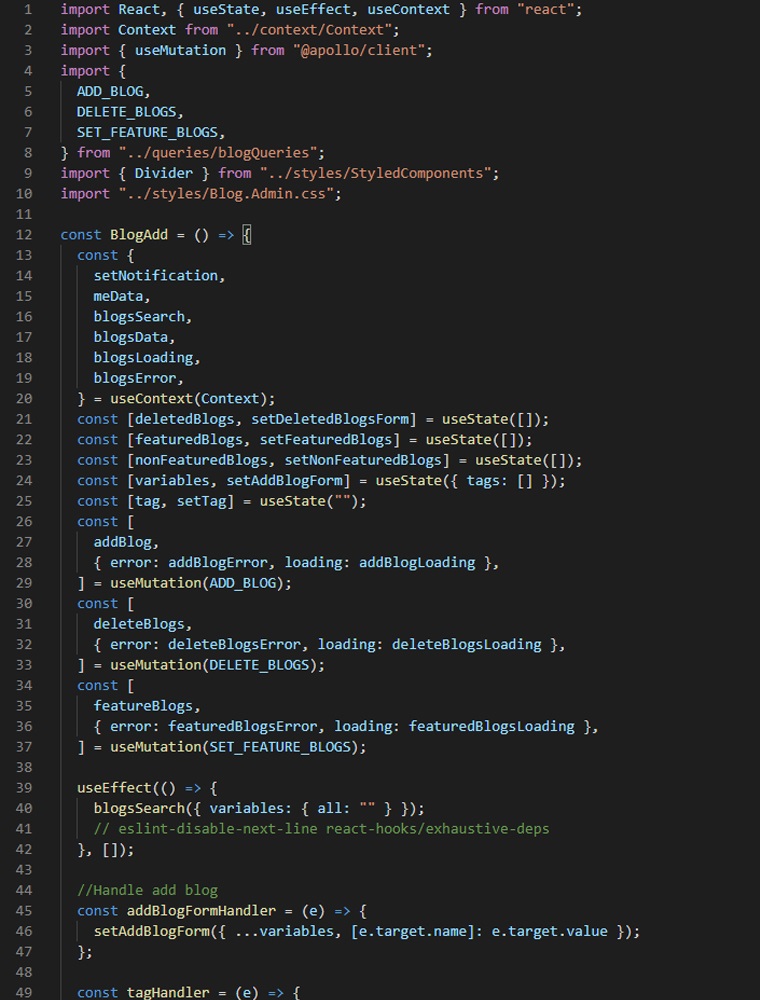 1 import React, { useState, useEffect, useContext } from "react";
2 import Context from "../context/Context";
3 import { useMutation } from "@apollo/client";
4 import {
5   ADD_BLOG,
6   DELETE_BLOGS,
7   SET_FEATURE_BLOGS,
8 } from "../queries/blogQueries";
9 import { Divider } from "../styles/StyledComponents";
10 import "../styles/Blog.Admin.css";
11
12 const BlogAdd = () => {
13   const {
14     setNotification,
15     meData,
16     blogsSearch,
17     blogsData,
18     blogsLoading,
19     blogsError,
20   } = useContext(Context);
21   const [deletedBlogs, setDeletedBlogsForm] = useState([]);
22   const [featuredBlogs, setFeaturedBlogs] = useState([]);
23   const [nonFeaturedBlogs, setNonFeaturedBlogs] = useState([]);
24   const [variables, setAddBlogForm] = useState({ tags: [] });
25   const [tag, setTag] = useState("");
26   const [
27     addBlog,
28     { error: addBlogError, loading: addBlogLoading },
29   ] = useMutation(ADD_BLOG);
30   const [
31     deleteBlogs,
32     { error: deleteBlogsError, loading: deleteBlogsLoading },
33   ] = useMutation(DELETE_BLOGS);
34   const [
35     featureBlogs,
36     { error: featuredBlogsError, loading: featuredBlogsLoading },
37   ] = useMutation(SET_FEATURE_BLOGS);
38
39   useEffect(() => {
40     blogsSearch({ variables: { all: "" } });
41     // eslint-disable-next-line react-hooks/exhaustive-deps
42   }, []);
43
44   //Handle add blog
45   const addBlogFormHandler = (e) => {
46     setAddBlogForm({ ...variables, [e.target.name]: e.target.value });
47   };
48
49   const tagHandler = (e) => {